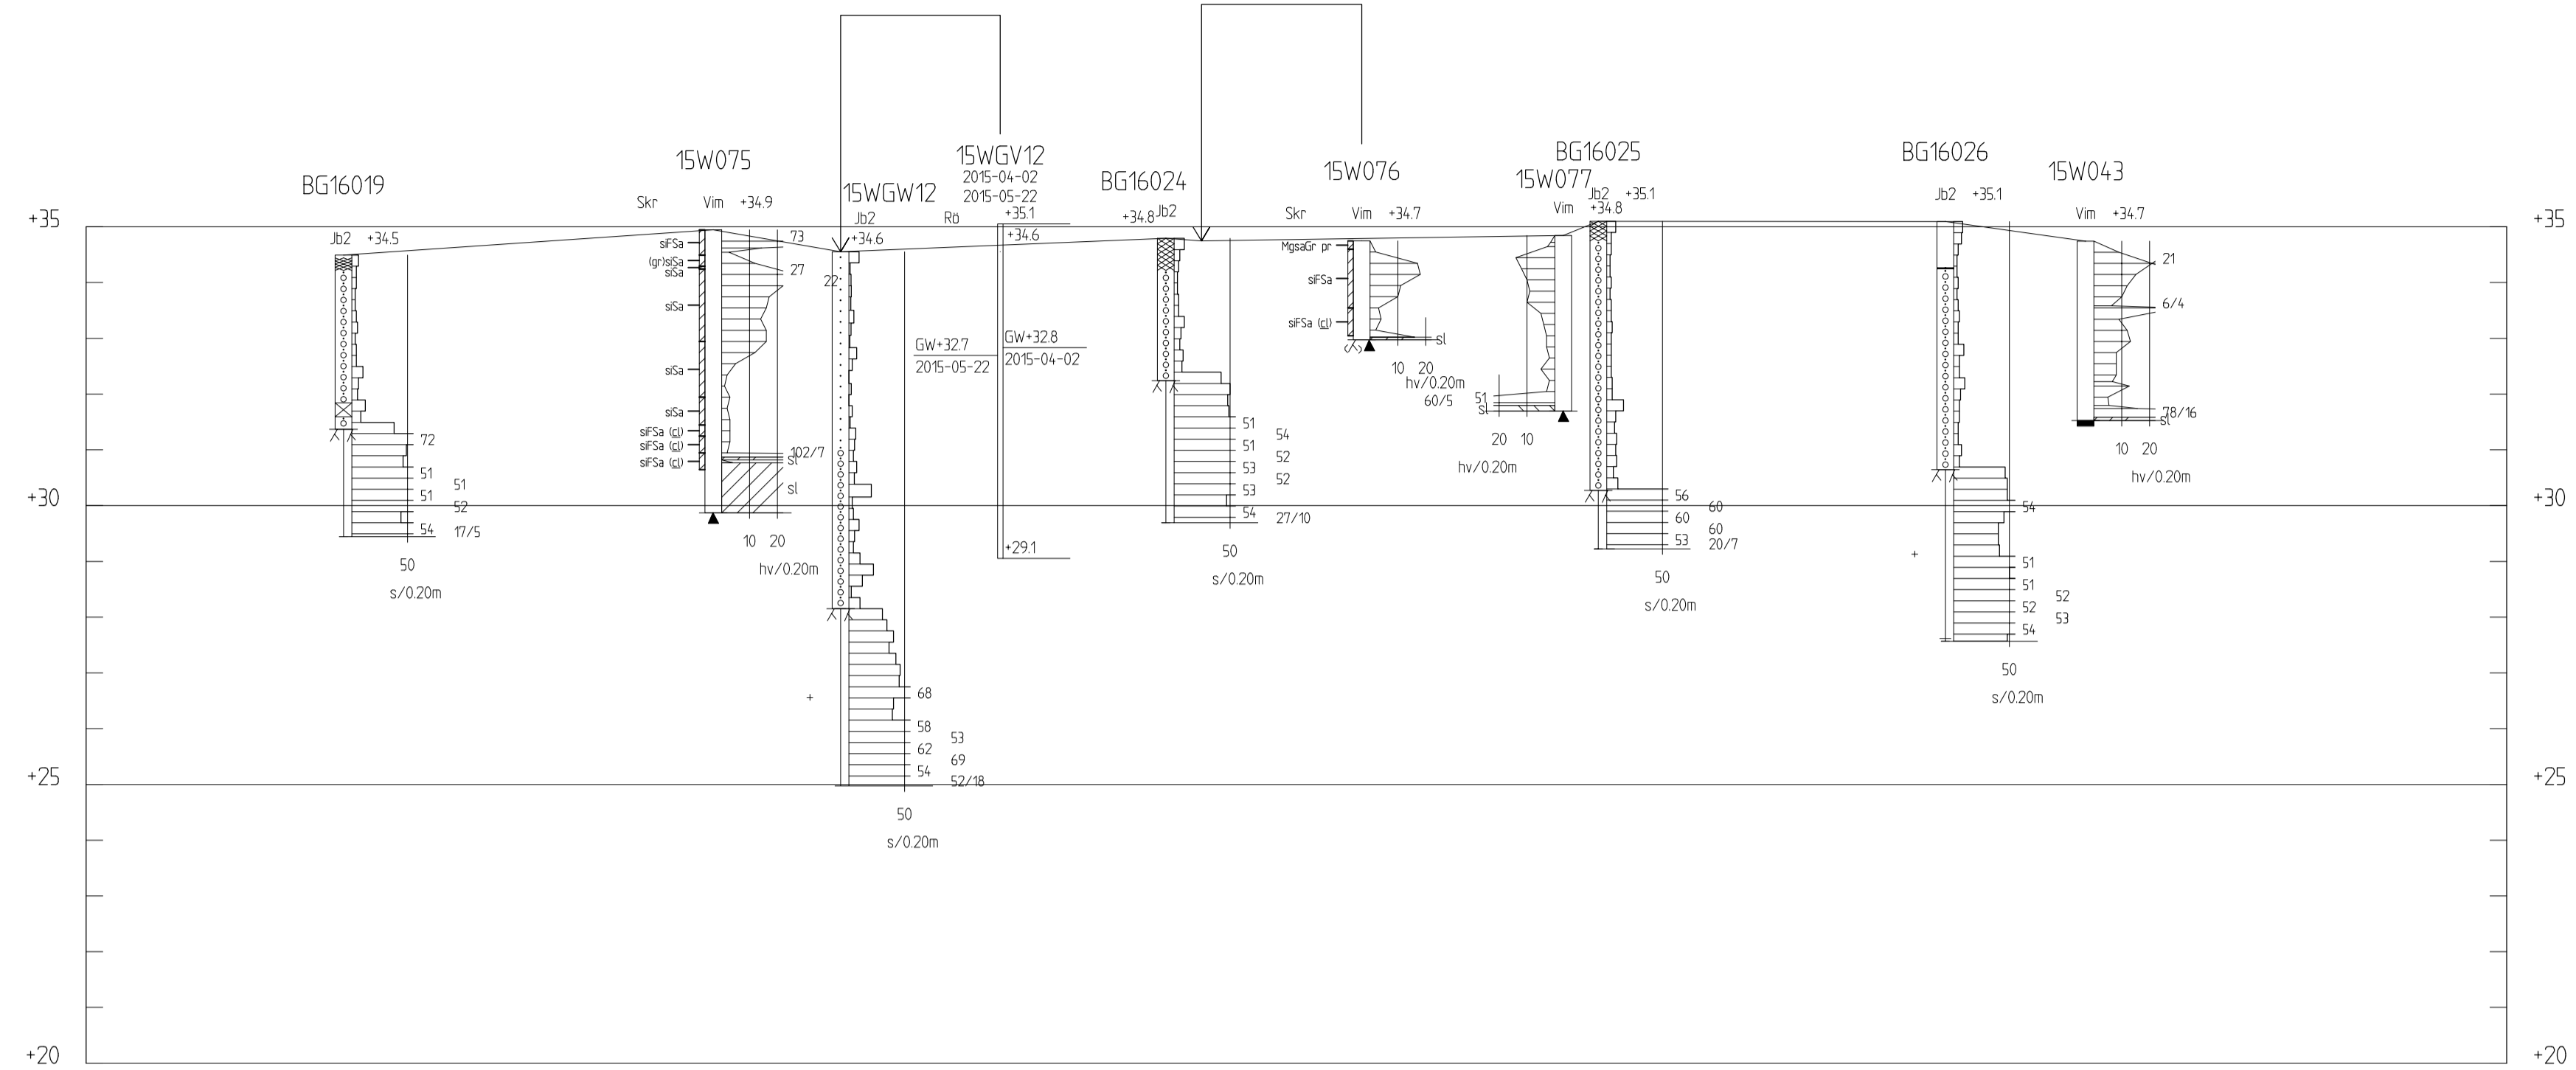 BG16019
Jb2 +34.5
72
51
51
51
52
54 17/5
50
s/0.20m
15W075
Skr Vim +34.9
siFSa
(gr)siSa
siSa
siSa
siSa
siSa
siFSa (cl)
siFSa (cl)
siFSa (cl)
73
27
102/7
sl
sl
10 20
hv/0.20m
15WGW12
Jb2
+34.6
22
68
58
53
62
69
54
52/18
50
s/0.20m
15WGV12
2015-04-02
2015-05-22
Rö
+35.1
+34.6
GW+32.7
2015-05-22
GW+32.8
2015-04-02
+29.1
BG16024
+34.8 Jb2
51
54
51
52
53
52
53
54 27/10
50
s/0.20m
15W076
Skr Vim +34.7
MgsaGr pr
siFSa
siFSa (cl)
sl
10 20
hv/0.20m
60/5
15W077
Vim +34.8
51
sl
20 10
hv/0.20m
BG16025
Jb2 +35.1
56
60
60
60
53 20/7
50
s/0.20m
BG16026
Jb2 +35.1
54
51
51
52
52
53
54
50
s/0.20m
15W043
Vim +34.7
21
6/4
78/16
sl
10 20
hv/0.20m
+35 +35
+30 +30
+25 +25
+20 +20